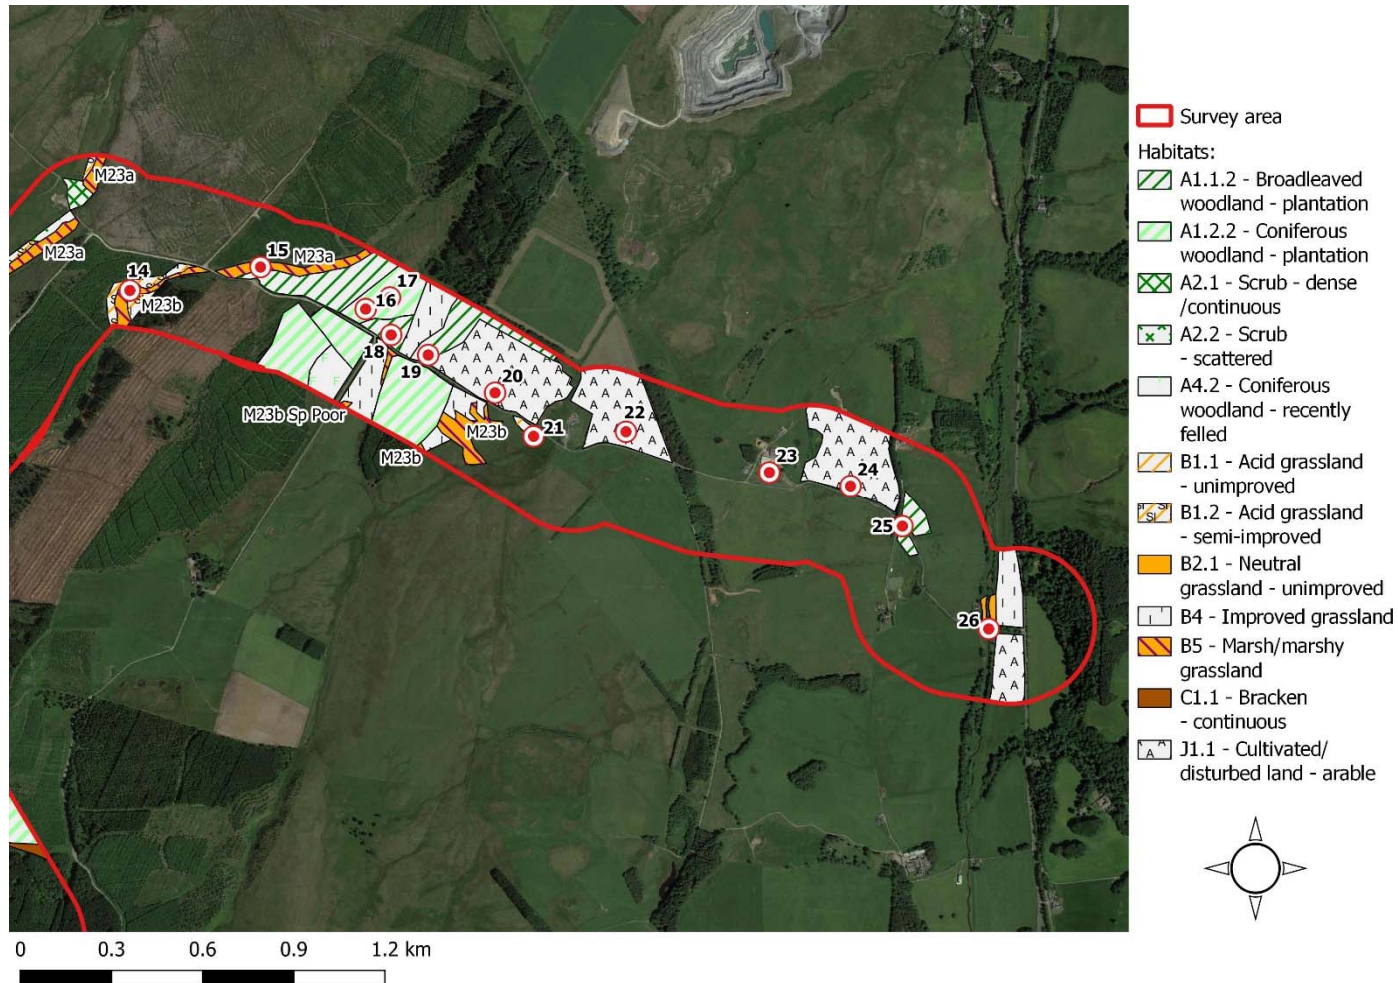 M23a
M23a
14
M23b
15
M23a
17
16
18
19
20
M23b Sp Poor
M23b
M23b
21
22
23
24
25
26
Survey area
Habitats:
A1.1.2 - Broadleaved
woodland - plantation
A1.2.2 - Coniferous
woodland - plantation
A2.1 - Scrub - dense
/continuous
A2.2 - Scrub
- scattered
A4.2 - Coniferous
woodland - recently
felled
B1.1 - Acid grassland
- unimproved
B1.2 - Acid grassland
- semi-improved
B2.1 - Neutral
grassland - unimproved
B4 - Improved grassland
B5 - Marsh/marshy
grassland
C1.1 - Bracken
- continuous
J1.1 - Cultivated/
disturbed land - arable
0 0.3 0.6 0.9 1.2 km